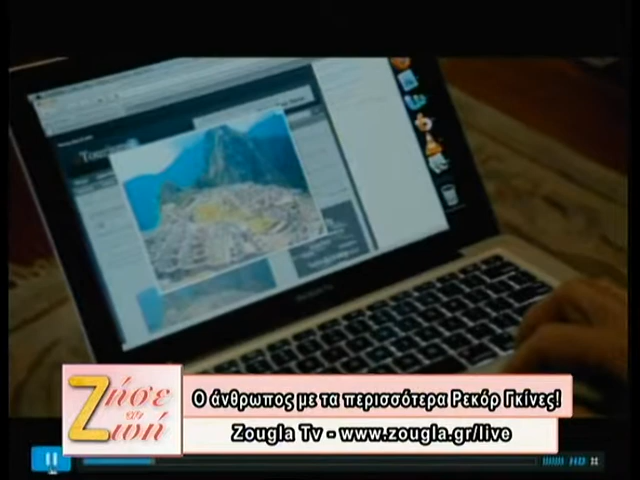 Ζήσε
τη
Ζωή
Ο άνθρωπος με τα περισσότερα Ρεκόρ Γκίνες!
Zougla Tv - www.zougla.gr/live
HD